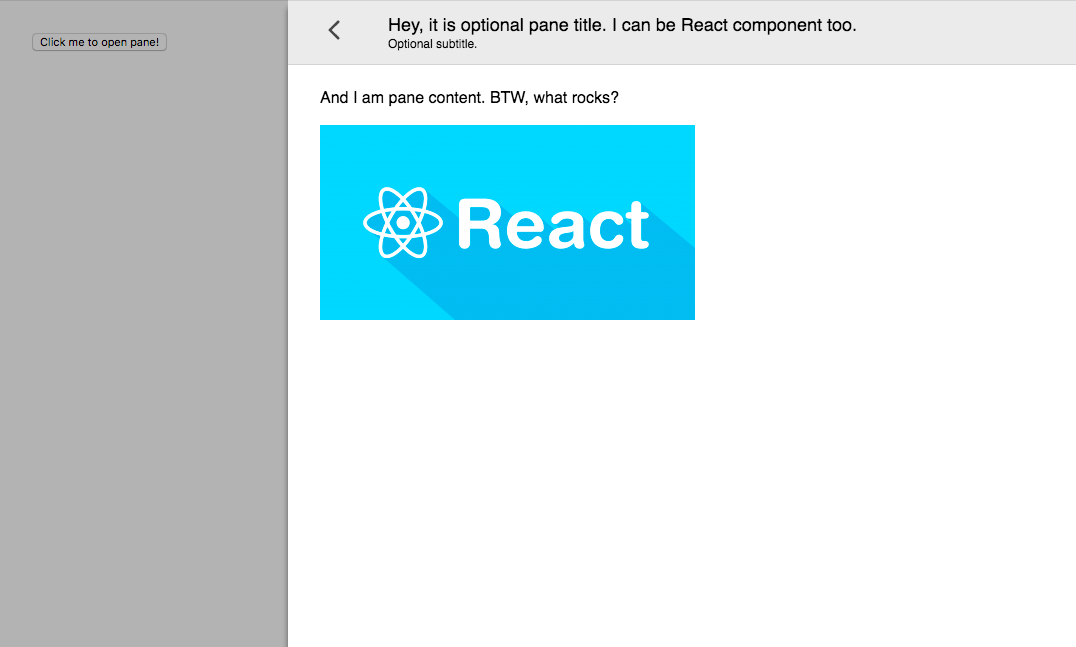 Click me to open pane!
Hey, it is optional pane title. I can be React component too.
Optional subtitle.
And I am pane content. BTW, what rocks?
React